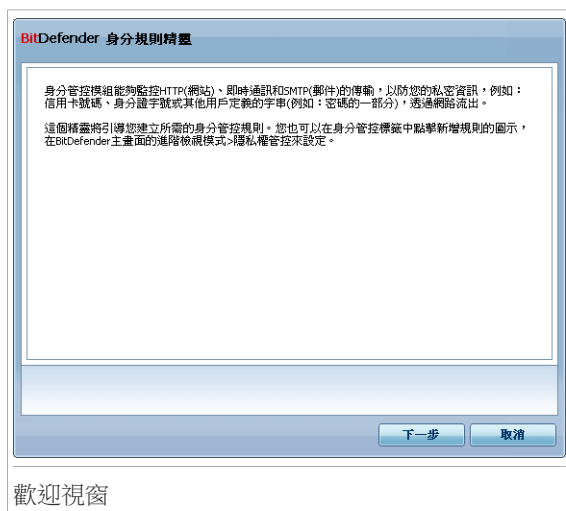 BitDefender 身分規則精靈
身分管控模組能夠監控HTTP(網站)、即時通訊和SMTP(郵件)的傳輸，以防您的私密資訊，例如：
信用卡號碼、身分證字號或其他用戶定義的字串(例如：密碼的一部分)，透過網路流出。
這個精靈將引導您建立所需的身分管控規則。您也可以在身分管控標籤中點擊新增規則的圖示，
在BitDefender主畫面的進階檢視模式>隱私權管控來設定。
下一步
取消
歡迎視窗